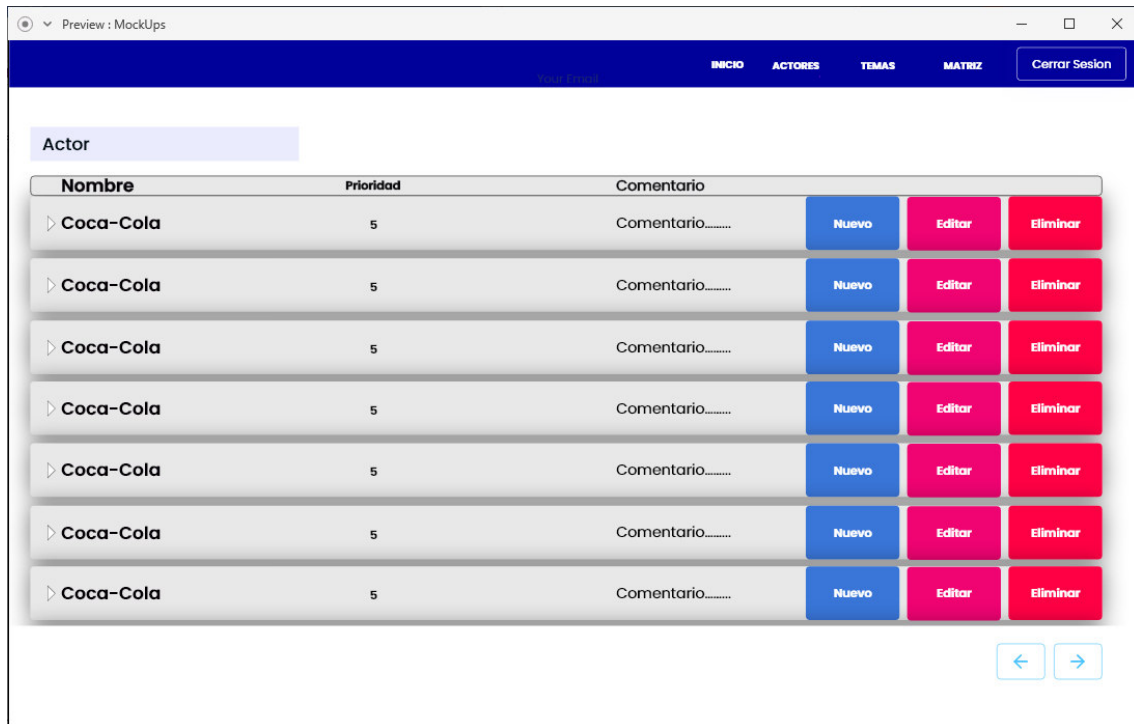 Preview : MockUps
Your Email
INICIO ACTORES TEMAS MATRIZ Cerrar Sesion
Actor
Nombre Prioridad Comentario
Coca-Cola 5 Comentario......... Nuevo Editar Eliminar
Coca-Cola 5 Comentario......... Nuevo Editar Eliminar
Coca-Cola 5 Comentario......... Nuevo Editar Eliminar
Coca-Cola 5 Comentario......... Nuevo Editar Eliminar
Coca-Cola 5 Comentario......... Nuevo Editar Eliminar
Coca-Cola 5 Comentario......... Nuevo Editar Eliminar
Coca-Cola 5 Comentario......... Nuevo Editar Eliminar